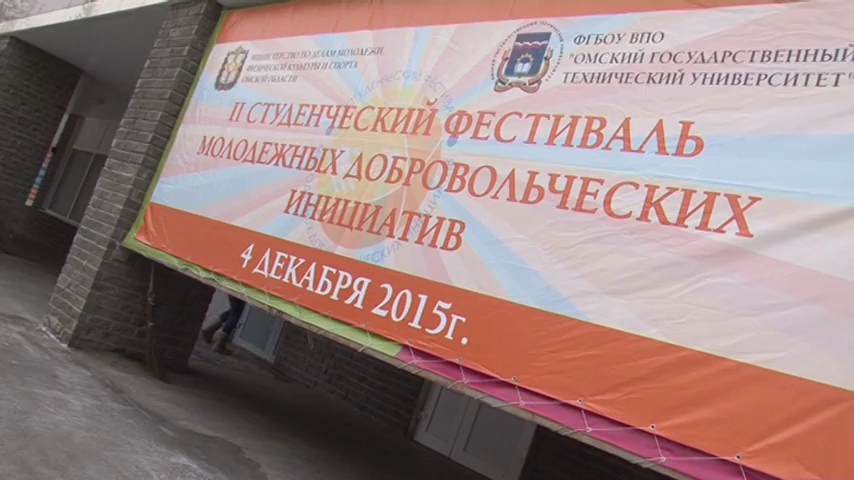 МИНИСТЕРСТВО ПО ДЕЛАМ МОЛОДЕЖИ,
ФИЗИЧЕСКОЙ КУЛЬТУРЫ И СПОРТА
ОМСКОЙ ОБЛАСТИ
ФГБОУ ВПО
"ОМСКИЙ ГОСУДАРСТВЕННЫЙ
ТЕХНИЧЕСКИЙ УНИВЕРСИТЕТ"
II СТУДЕНЧЕСКИЙ ФЕСТИВАЛЬ
МОЛОДЕЖНЫХ ДОБРОВОЛЬЧЕСКИХ
ИНИЦИАТИВ
4 ДЕКАБРЯ 2015г.